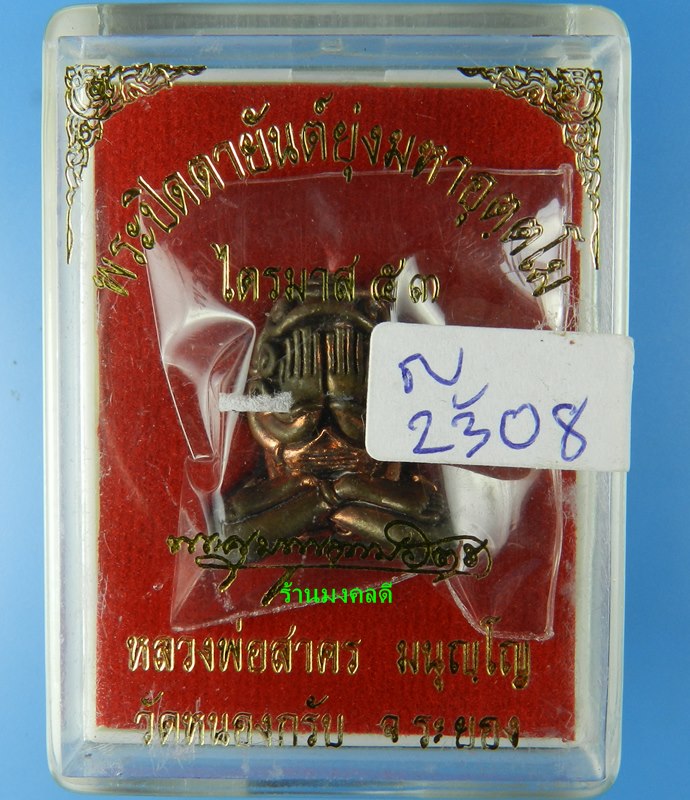 พระปิดตายันต์ยุ่งมหาอุตฺตโม
ไตรมาส ๕๓
ณ
2308
ร้านมงคลดี
หลวงพ่อสาคร มนุญฺโญ
วัดหนองกรับ จ.ระยอง